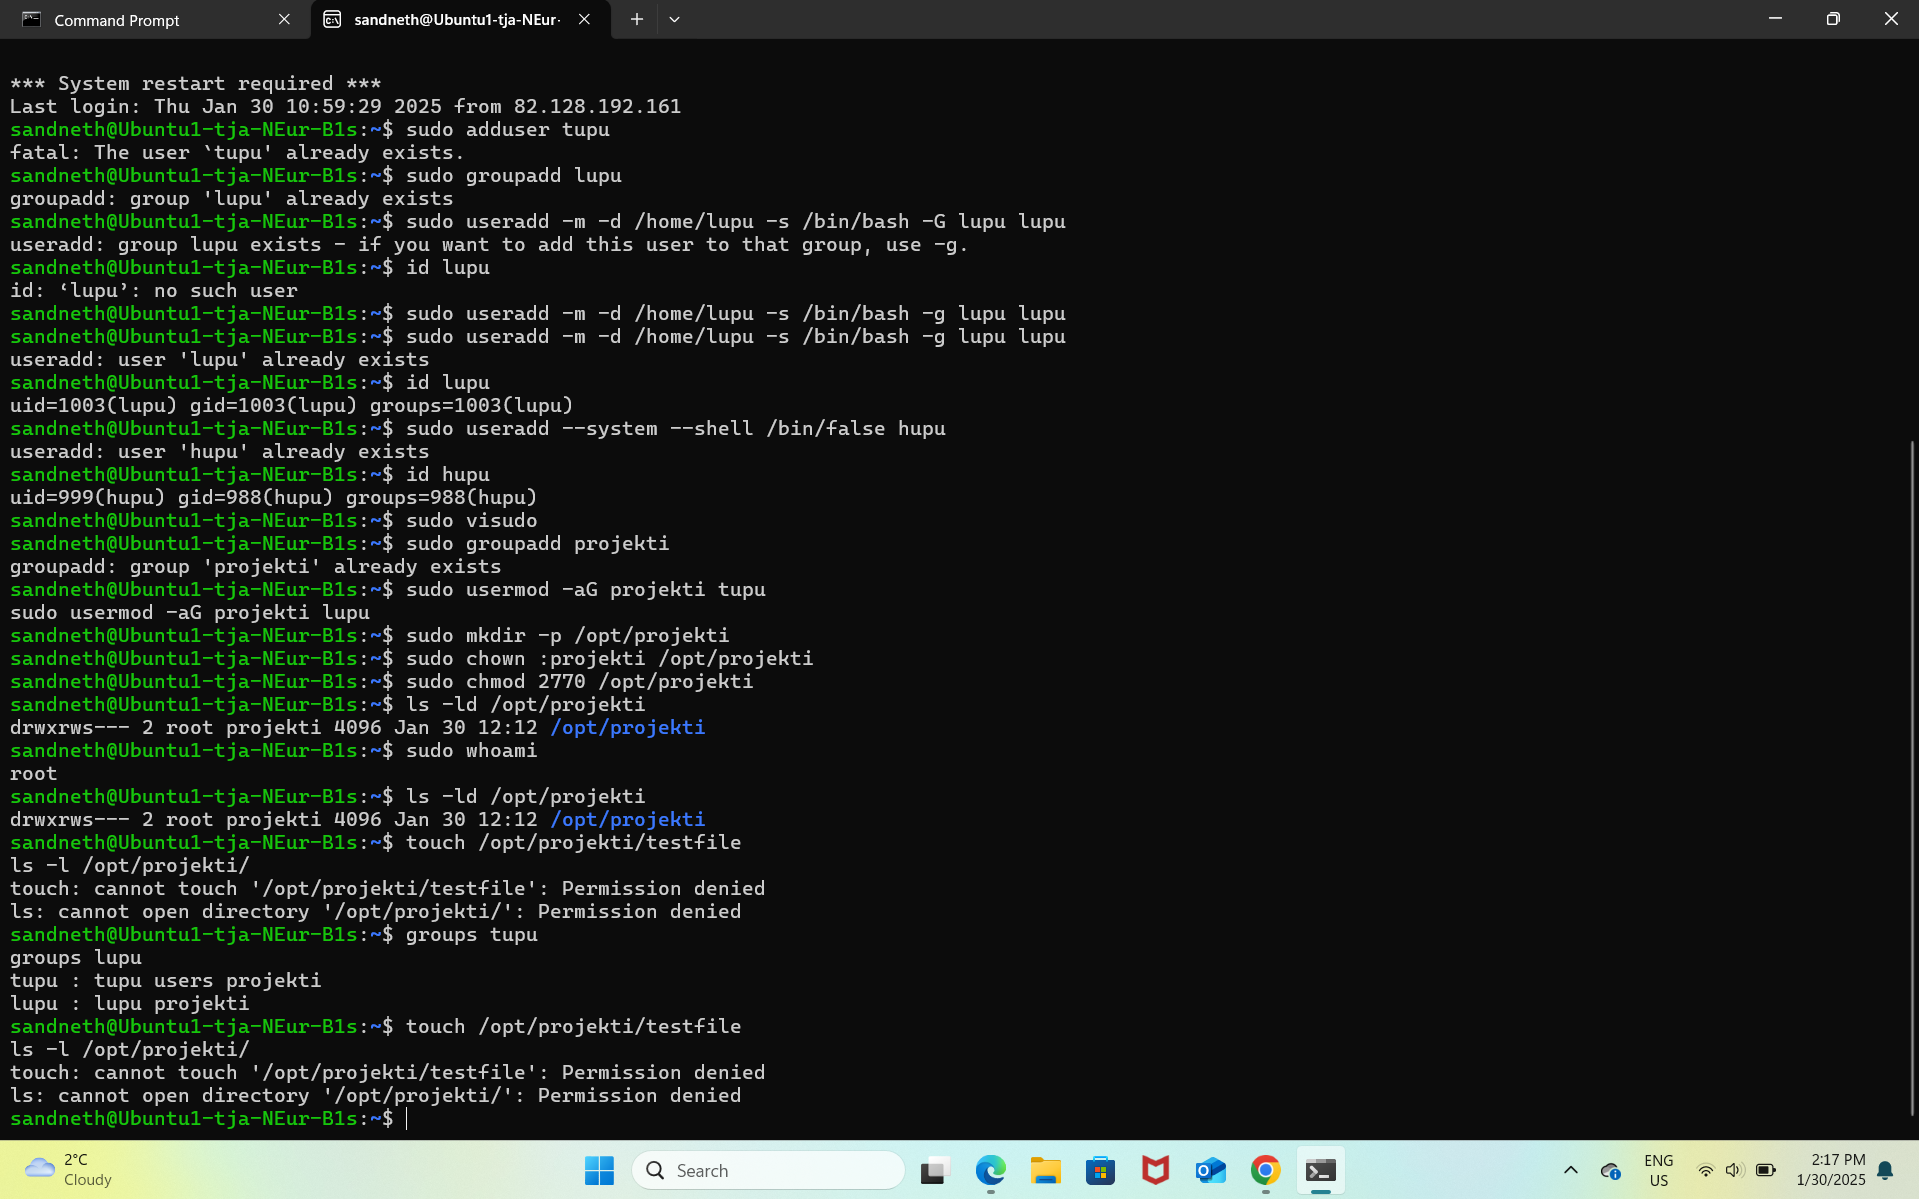 Command Prompt
sandneth@Ubuntu1-tja-NEur-
*** System restart required ***
Last login: Thu Jan 30 10:59:29 2025 from 82.128.192.161
sandneth@Ubuntu1-tja-NEur-B1s:~$ sudo adduser tupu
fatal: The user `tupu' already exists.
sandneth@Ubuntu1-tja-NEur-B1s:~$ sudo groupadd lupu
groupadd: group 'lupu' already exists
sandneth@Ubuntu1-tja-NEur-B1s:~$ sudo useradd -m -d /home/lupu -s /bin/bash -G lupu lupu
useradd: group lupu exists - if you want to add this user to that group, use -g.
sandneth@Ubuntu1-tja-NEur-B1s:~$ id lupu
id: ‘lupu’: no such user
sandneth@Ubuntu1-tja-NEur-B1s:~$ sudo useradd -m -d /home/lupu -s /bin/bash -g lupu lupu
sandneth@Ubuntu1-tja-NEur-B1s:~$ sudo useradd -m -d /home/lupu -s /bin/bash -g lupu lupu
useradd: user 'lupu' already exists
sandneth@Ubuntu1-tja-NEur-B1s:~$ id lupu
uid=1003(lupu) gid=1003(lupu) groups=1003(lupu)
sandneth@Ubuntu1-tja-NEur-B1s:~$ sudo useradd --system --shell /bin/false hupu
useradd: user 'hupu' already exists
sandneth@Ubuntu1-tja-NEur-B1s:~$ id hupu
uid=999(hupu) gid=988(hupu) groups=988(hupu)
sandneth@Ubuntu1-tja-NEur-B1s:~$ sudo visudo
sandneth@Ubuntu1-tja-NEur-B1s:~$ sudo groupadd projekti
groupadd: group 'projekti' already exists
sandneth@Ubuntu1-tja-NEur-B1s:~$ sudo usermod -aG projekti tupu
sudo usermod -aG projekti lupu
sandneth@Ubuntu1-tja-NEur-B1s:~$ sudo mkdir -p /opt/projekti
sandneth@Ubuntu1-tja-NEur-B1s:~$ sudo chown :projekti /opt/projekti
sandneth@Ubuntu1-tja-NEur-B1s:~$ sudo chmod 2770 /opt/projekti
sandneth@Ubuntu1-tja-NEur-B1s:~$ ls -ld /opt/projekti
drwxrws--- 2 root projekti 4096 Jan 30 12:12 /opt/projekti
sandneth@Ubuntu1-tja-NEur-B1s:~$ sudo whoami
root
sandneth@Ubuntu1-tja-NEur-B1s:~$ ls -ld /opt/projekti
drwxrws--- 2 root projekti 4096 Jan 30 12:12 /opt/projekti
sandneth@Ubuntu1-tja-NEur-B1s:~$ touch /opt/projekti/testfile
ls -l /opt/projekti/
touch: cannot touch '/opt/projekti/testfile': Permission denied
ls: cannot open directory '/opt/projekti/': Permission denied
sandneth@Ubuntu1-tja-NEur-B1s:~$ groups tupu
groups lupu
tupu : tupu users projekti
lupu : lupu projekti
sandneth@Ubuntu1-tja-NEur-B1s:~$ touch /opt/projekti/testfile
ls -l /opt/projekti/
touch: cannot touch '/opt/projekti/testfile': Permission denied
ls: cannot open directory '/opt/projekti/': Permission denied
sandneth@Ubuntu1-tja-NEur-B1s:~$
2°C
Cloudy
Search
ENG
US
2:17 PM
1/30/2025